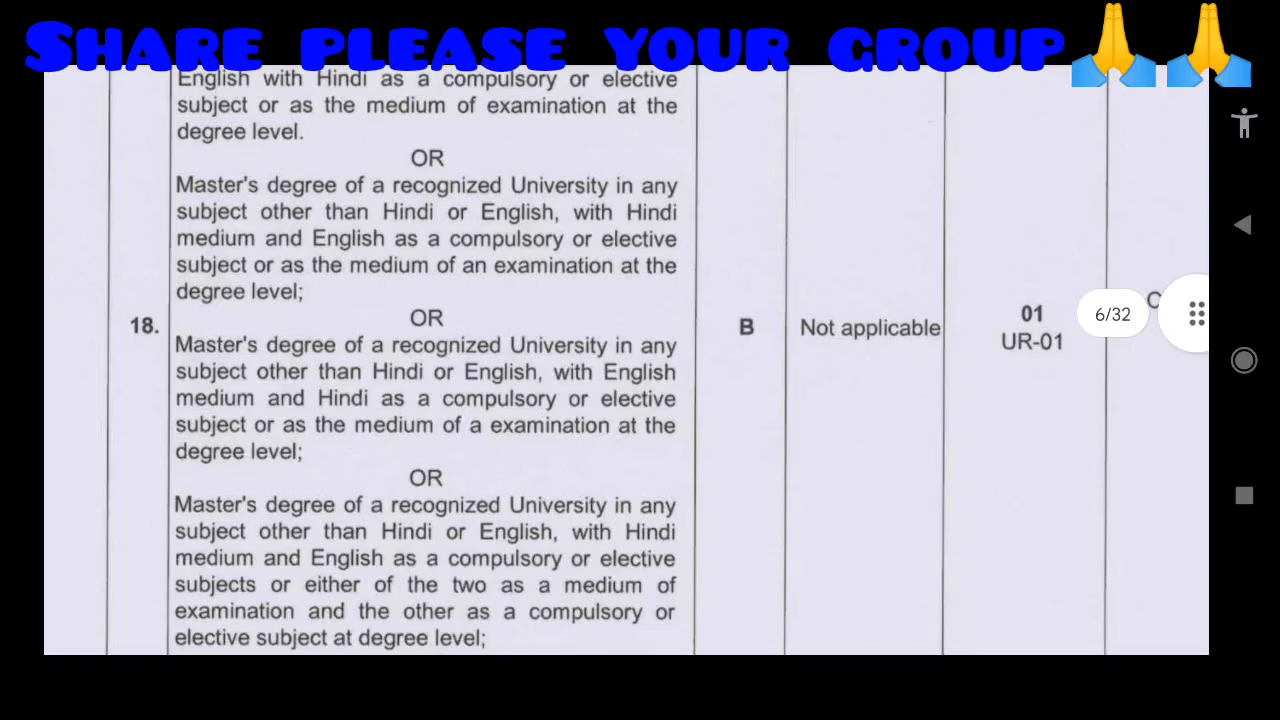 SHARE PLEASE YOUR GROUP🙏🙏
English with Hindi as a compulsory or elective
subject or as the medium of examination at the
degree level.
OR
Master's degree of a recognized University in any
subject other than Hindi or English, with Hindi
medium and English as a compulsory or elective
subject or as the medium of an examination at the
degree level;
OR
Master's degree of a recognized University in any
subject other than Hindi or English, with English
medium and Hindi as a compulsory or elective
subject or as the medium of a examination at the
degree level;
OR
Master's degree of a recognized University in any
subject other than Hindi or English, with Hindi
medium and English as a compulsory or elective
subjects or either of the two as a medium of
examination and the other as a compulsory or
elective subject at degree level;
18.
B
Not applicable
01
UR-01
6/32